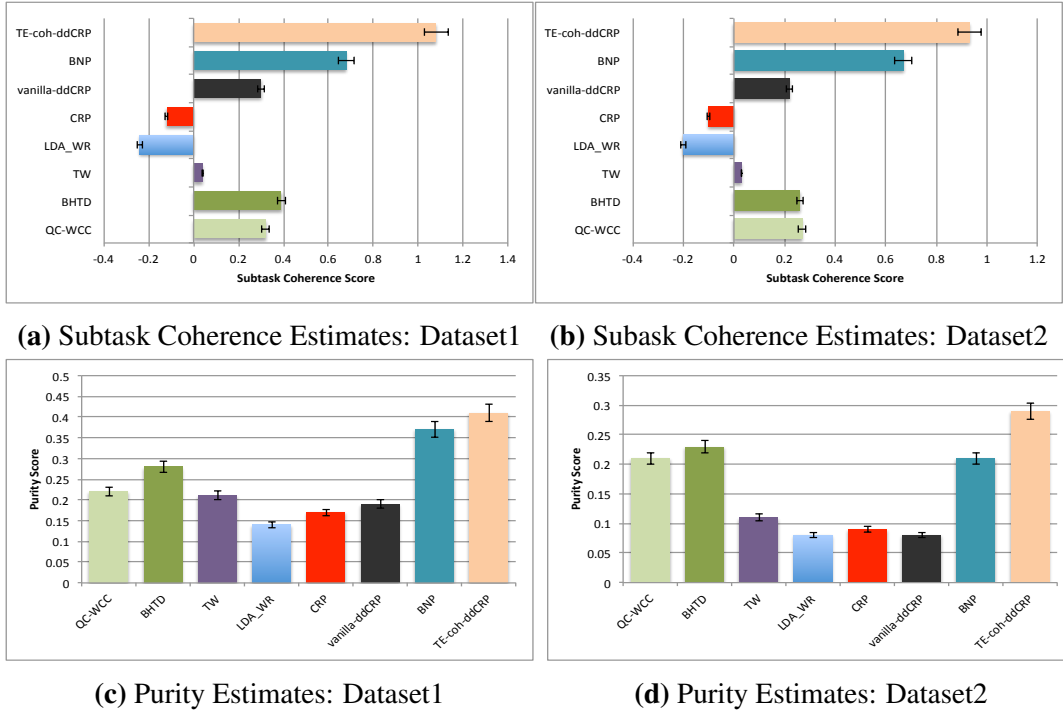 TE-coh-ddCRP
BNP
vanilla-ddCRP
CRP
LDA_WR
TW
BHTD
QC-WCC
-0.4 -0.2 0 0.2 0.4 0.6 0.8 1 1.2 1.4
Subtask Coherence Score
TE-coh-ddCRP
BNP
vanilla-ddCRP
CRP
LDA_WR
TW
BHTD
QC-WCC
-0.4 -0.2 0 0.2 0.4 0.6 0.8 1 1.2
Subtask Coherence Score
(a) Subtask Coherence Estimates: Dataset1
(b) Subask Coherence Estimates: Dataset2
Purity Score
0.5
0.45
0.4
0.35
0.3
0.25
0.2
0.15
0.1
0.05
0
QC-WCC BHTD TW LDA_WR CRP vanilla-ddCRP BNP TE-coh-ddCRP
Purity Score
0.35
0.3
0.25
0.2
0.15
0.1
0.05
0
QC-WCC BHTD TW LDA_WR CRP vanilla-ddCRP BNP TE-coh-ddCRP
(c) Purity Estimates: Dataset1
(d) Purity Estimates: Dataset2